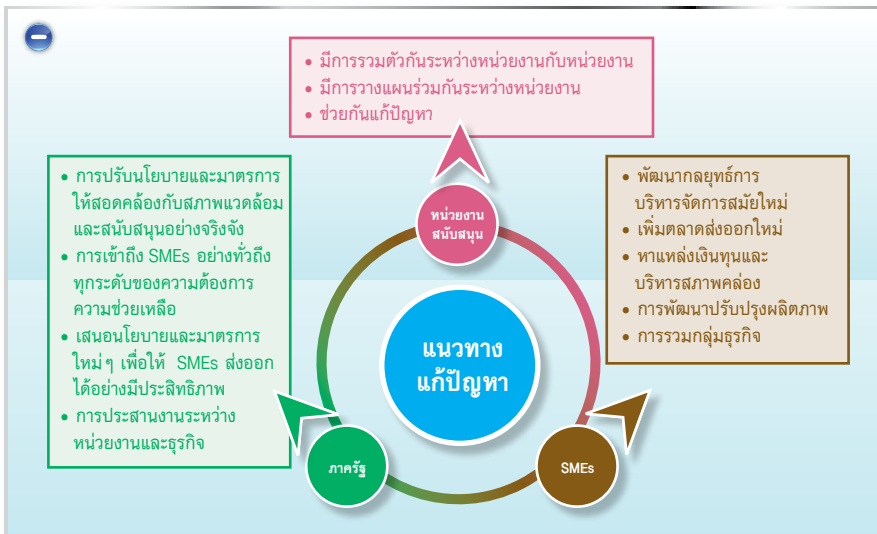 • มีการรวมตัวกันระหว่างหน่วยงานกับหน่วยงาน
• มีการวางแผนร่วมกันระหว่างหน่วยงาน
• ช่วยกันแก้ปัญหา
หน่วยงาน
สนับสนุน
• การปรับนโยบายและมาตรการ
ให้สอดคล้องกับสภาพแวดล้อม
และสนับสนุนอย่างจริงจัง
• การเข้าถึง SMEs อย่างทั่วถึง
ทุกระดับของความต้องการ
ความช่วยเหลือ
• เสนอนโยบายและมาตรการ
ใหม่ๆ เพื่อให้ SMEs ส่งออก
ได้อย่างมีประสิทธิภาพ
• การประสานงานระหว่าง
หน่วยงานและธุรกิจ
• พัฒนากลยุทธ์การ
บริหารจัดการสมัยใหม่
• เพิ่มตลาดส่งออกใหม่
• หาแหล่งเงินทุนและ
บริหารสภาพคล่อง
• การพัฒนาปรับปรุงผลิตภาพ
• การรวมกลุ่มธุรกิจ
แนวทาง
แก้ปัญหา
ภาครัฐ
SMEs